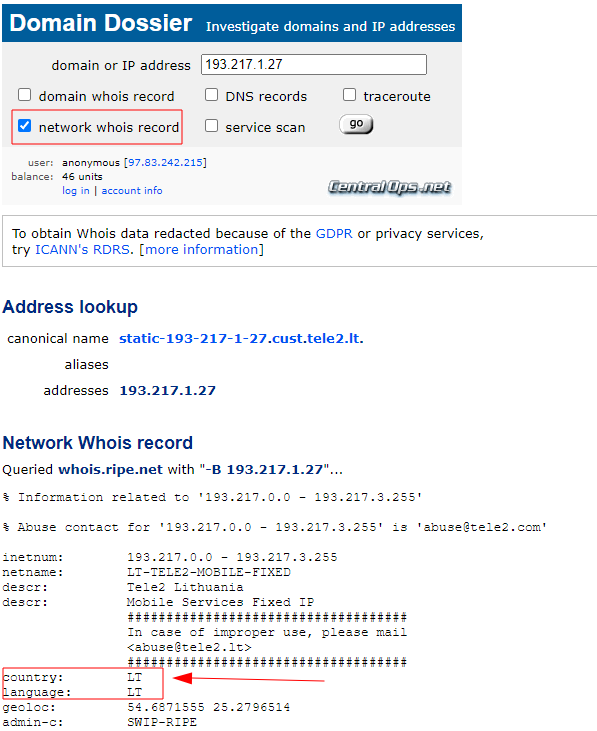 Domain Dossier Investigate domains and IP addresses
domain or IP address 193.217.1.27
domain whois record DNS records traceroute
network whois record service scan go
user: anonymous [97.83.242.215]
balance: 46 units
log in | account info
CentralOps.net
To obtain Whois data redacted because of the GDPR or privacy services,
try ICANN's RDRS. [more information]
Address lookup
canonical name static-193-217-1-27.cust.tele2.lt.
aliases
addresses 193.217.1.27
Network Whois record
Queried whois.ripe.net with "-B 193.217.1.27"...
% Information related to '193.217.0.0 - 193.217.3.255'
% Abuse contact for '193.217.0.0 - 193.217.3.255' is 'abuse@tele2.com'
inetnum: 193.217.0.0 - 193.217.3.255
netname: LT-TELE2-MOBILE-FIXED
descr: Tele2 Lithuania
descr: Mobile Services Fixed IP
###################################
In case of improper use, please mail
<abuse@tele2.lt>
###################################
country: LT
language: LT
geoloc: 54.6871555 25.2796514
admin-c: SWIP-RIPE